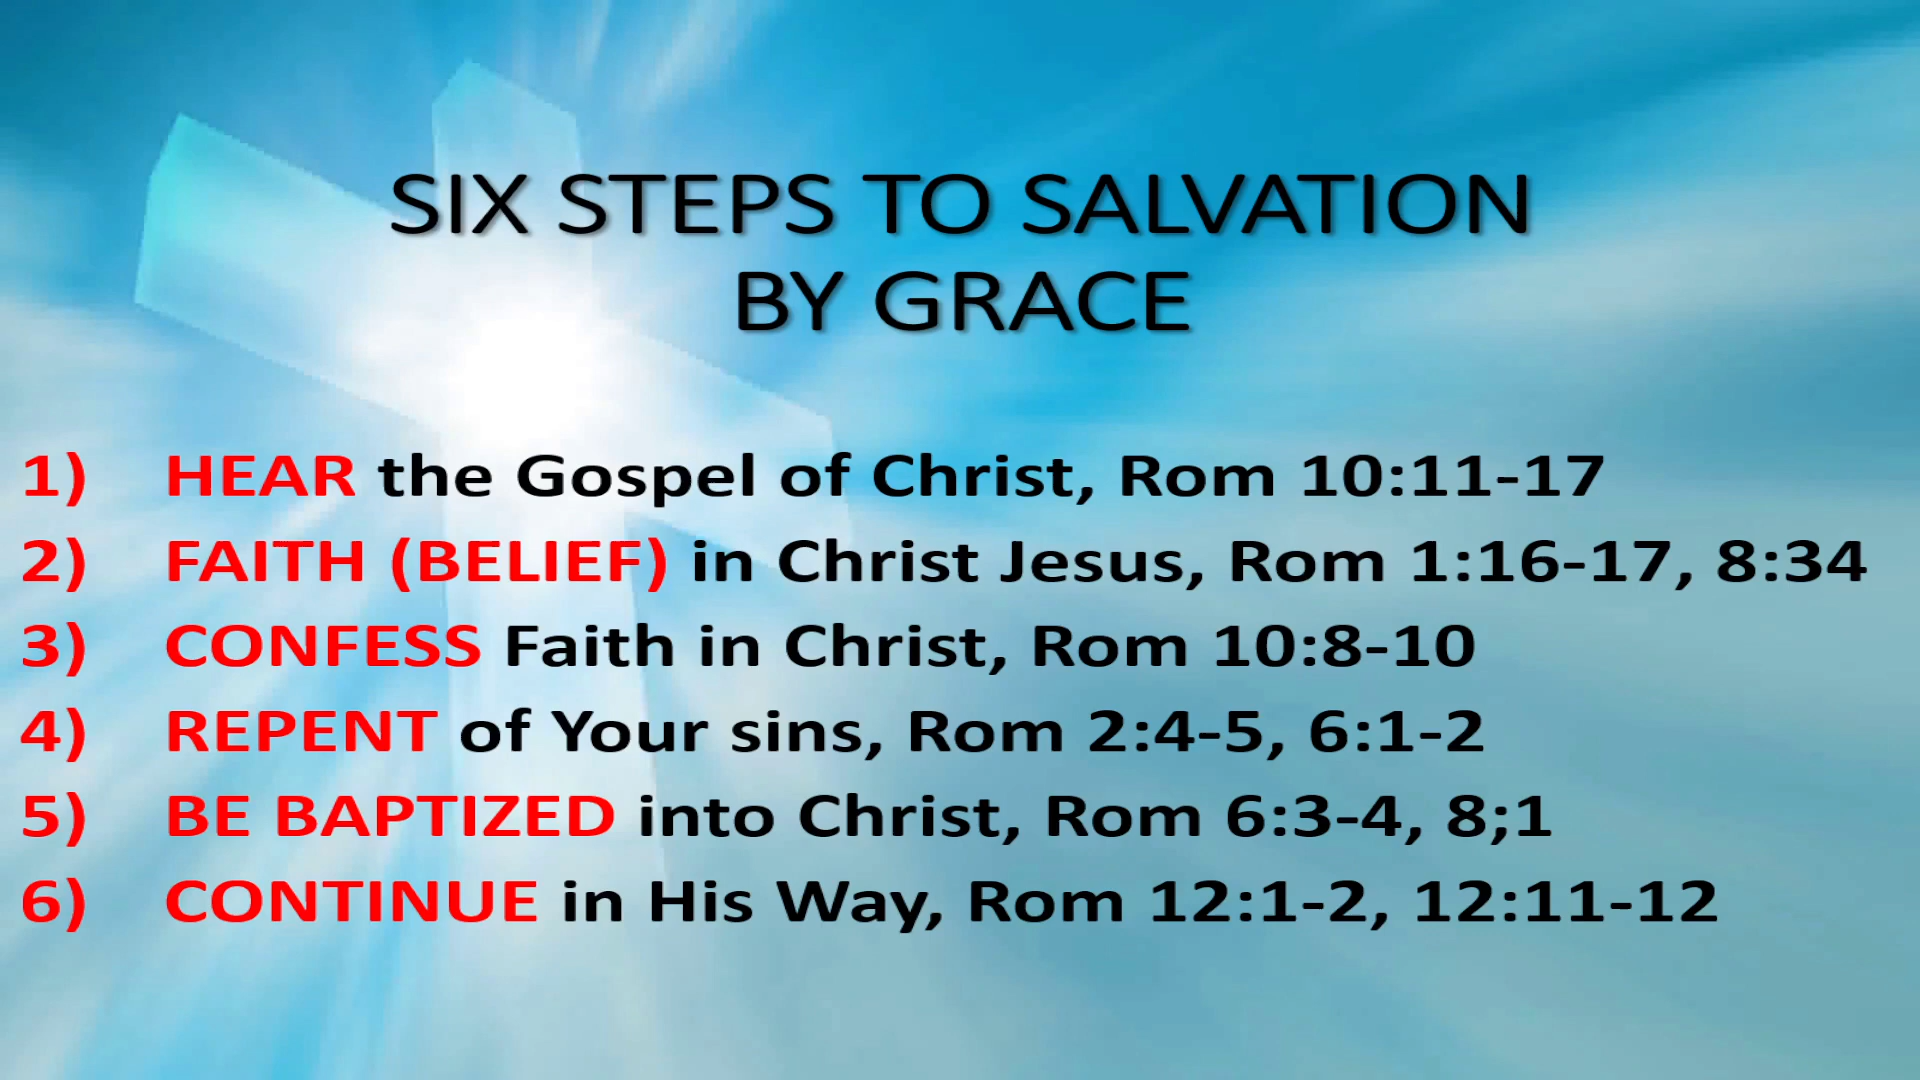 SIX STEPS TO SALVATION
BY GRACE
1) HEAR the Gospel of Christ, Rom 10:11-17
2) FAITH (BELIEF) in Christ Jesus, Rom 1:16-17, 8:34
3) CONFESS Faith in Christ, Rom 10:8-10
4) REPENT of Your sins, Rom 2:4-5, 6:1-2
5) BE BAPTIZED into Christ, Rom 6:3-4, 8;1
6) CONTINUE in His Way, Rom 12:1-2, 12:11-12